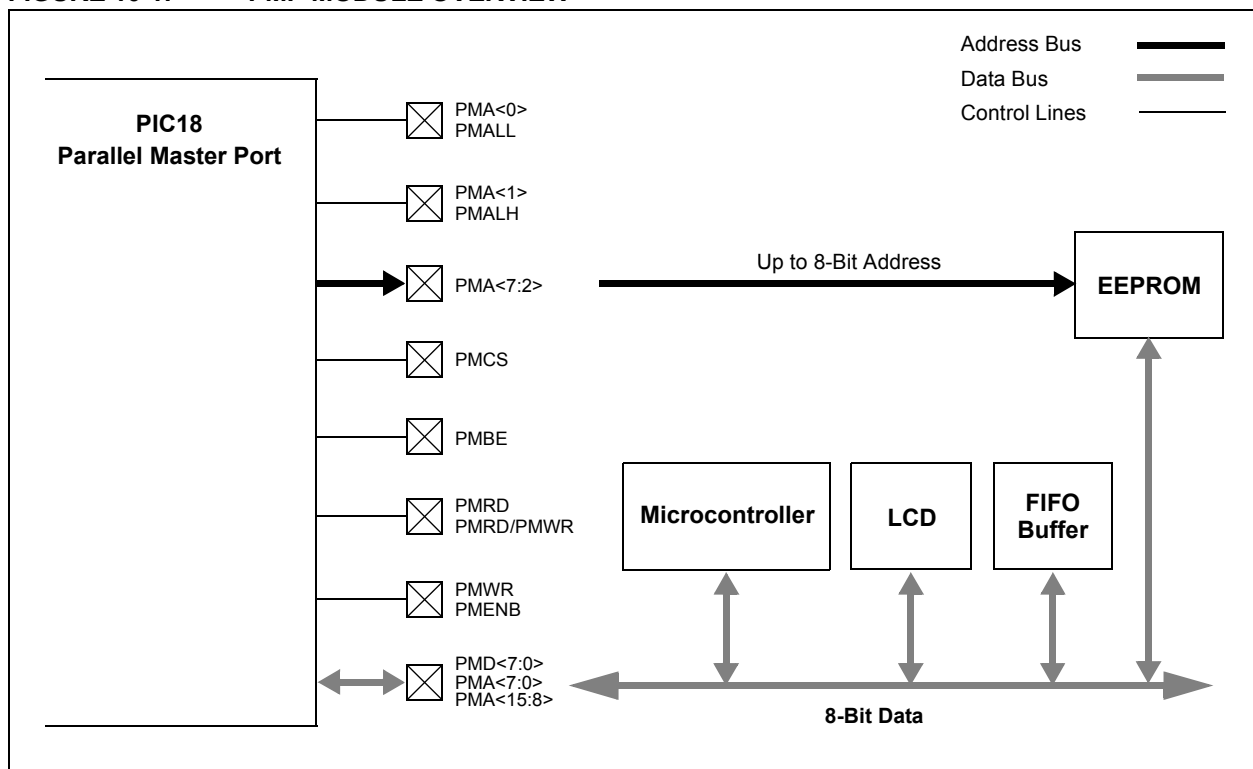 Address Bus
Data Bus
Control Lines
PIC18
Parallel Master Port
PMA<0>
PMALL
PMA<1>
PMALH
PMA<7:2>
Up to 8-Bit Address
EEPROM
PMCS
PMBE
PMRD
PMRD/PMWR
Microcontroller
LCD
FIFO
Buffer
PMWR
PMENB
PMD<7:0>
PMA<7:0>
PMA<15:8>
8-Bit Data